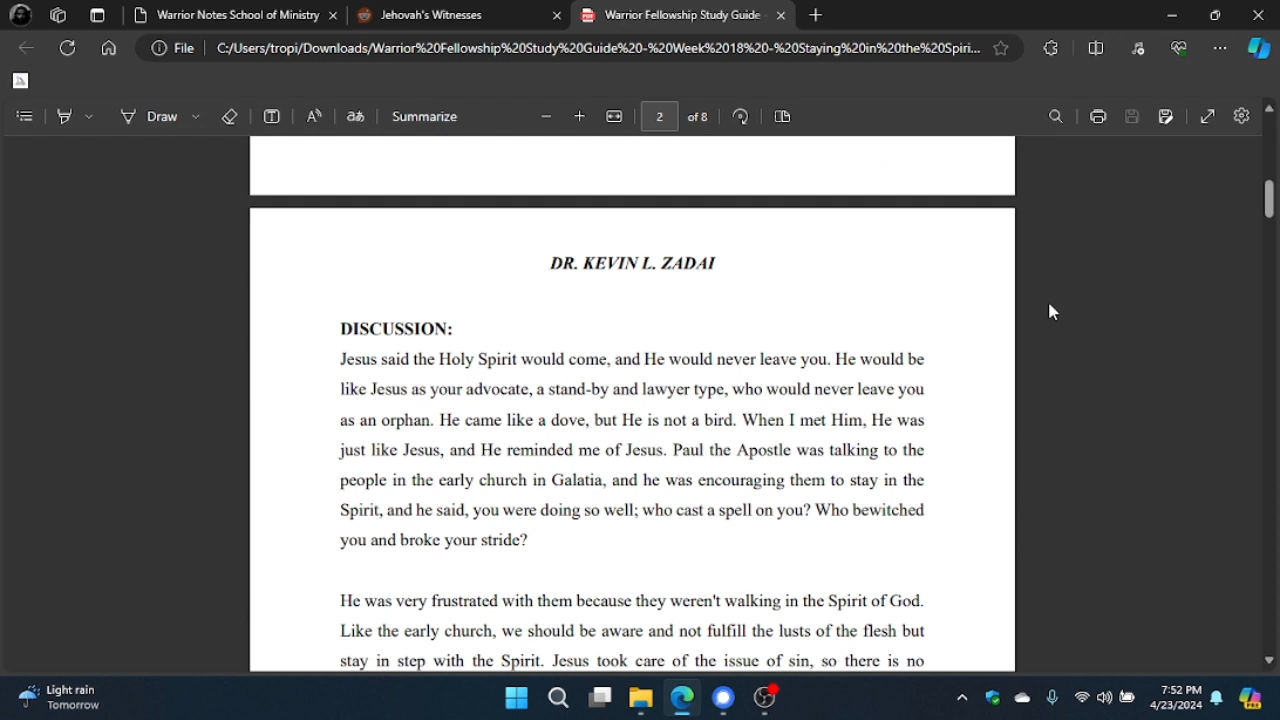 Warrior Notes School of Ministry
Jehovah's Witnesses
Warrior Fellowship Study Guide
File
C:/Users/tropi/Downloads/Warrior%20Fellowship%20Study%20Guide%20-%20Week%2018%20-%20Staying%20in%20the%20Spiri...
Draw
Summarize
2
of 8
DR. KEVIN L. ZADAI
DISCUSSION:
Jesus said the Holy Spirit would come, and He would never leave you. He would be
like Jesus as your advocate, a stand-by and lawyer type, who would never leave you
as an orphan. He came like a dove, but He is not a bird. When I met Him, He was
just like Jesus, and He reminded me of Jesus. Paul the Apostle was talking to the
people in the early church in Galatia, and he was encouraging them to stay in the
Spirit, and he said, you were doing so well; who cast a spell on you? Who bewitched
you and broke your stride?
He was very frustrated with them because they weren't walking in the Spirit of God.
Like the early church, we should be aware and not fulfill the lusts of the flesh but
stay in step with the Spirit. Jesus took care of the issue of sin, so there is no
Light rain
Tomorrow
7:52 PM
4/23/2024